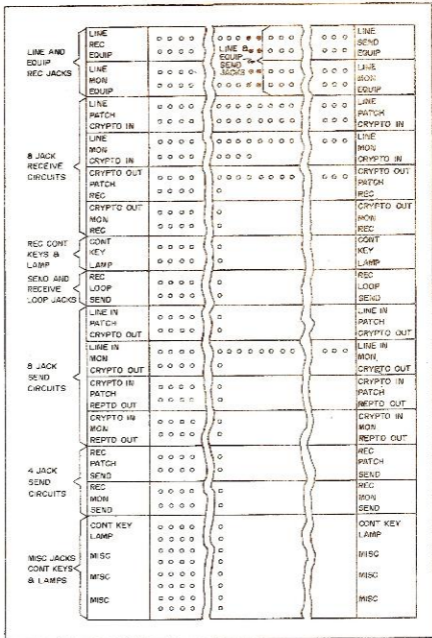 LINE AND
EQUIP
REC JACKS
LINE
REC
EQUIP
LINE
MON
EQUIP
LINE &
EQUIP
SEND
JACKS
LINE
SEND
EQUIP
LINE
MON
EQUIP
8 JACK
RECEIVE
CIRCUITS
LINE
PATCH
CRYPTO IN
LINE
MON
CRYPTO IN
CRYPTO OUT
PATCH
REC
CRYPTO OUT
MON
REC
LINE
PATCH
CRYPTO IN
LINE
MON
CRYPTO IN
CRYPTO OUT
PATCH
REC
CRYPTO OUT
MON
REC
REC CONT
KEYS &
LAMP
CONT
KEY
LAMP
CONT
KEY
LAMP
SEND AND
RECEIVE
LOOP JACKS
REC
LOOP
SEND
REC
LOOP
SEND
8 JACK
SEND
CIRCUITS
LINE IN
PATCH
CRYPTO OUT
LINE IN
MON
CRYPTO OUT
CRYPTO IN
PATCH
REPTD OUT
CRYPTO IN
MON
REPTD OUT
LINE IN
PATCH
CRYPTO OUT
LINE IN
MON
CRYPTO OUT
CRYPTO IN
PATCH
REPTD OUT
CRYPTO IN
MON
REPTD OUT
4 JACK
SEND
CIRCUITS
REC
PATCH
SEND
REC
MON
SEND
REC
PATCH
SEND
REC
MON
SEND
MISC JACKS
CONT KEYS
& LAMPS
CONT KEY
LAMP
MISC
MISC
MISC
CONT KEY
LAMP
MISC
MISC
MISC